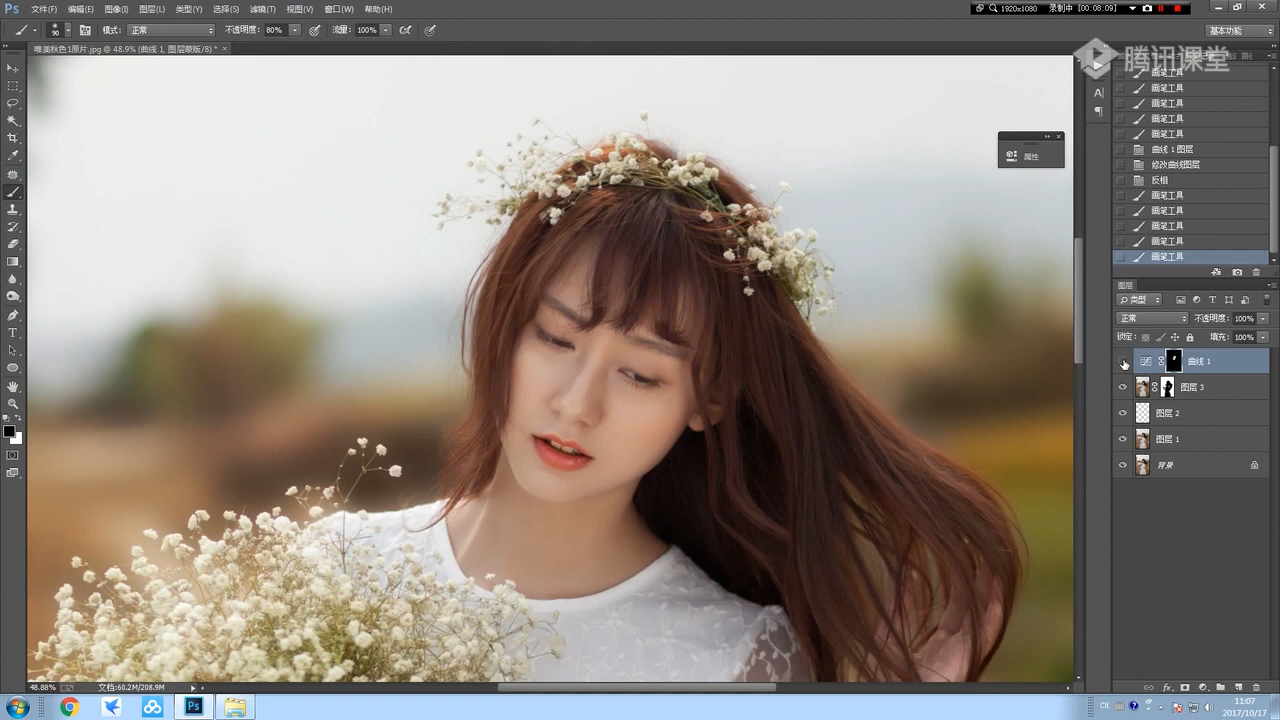 Ps 文件(F) 编辑(E) 图像(I) 图层(L) 类型(Y) 选择(S) 滤镜(T) 视图(V) 窗口(W) 帮助(H)
1920x1080 录制中 [00:08:09]
90 模式: 正常 不透明度: 80% 流量: 100% 基本功能
唯美秋色1原片.jpg @ 48.9% (曲线 1, 图层蒙版/8) * ×
腾讯课堂
画笔工具
画笔工具
画笔工具
画笔工具
画笔工具
曲线 1 图层
修改曲线图层
反相
画笔工具
画笔工具
画笔工具
画笔工具
画笔工具
属性
图层
类型
正常 不透明度: 100%
锁定: 填充: 100%
曲线 1
图层 3
图层 2
图层 1
背景
48.88% 文档:60.2M/208.9M
Ps
CH
11:07
2017/10/17